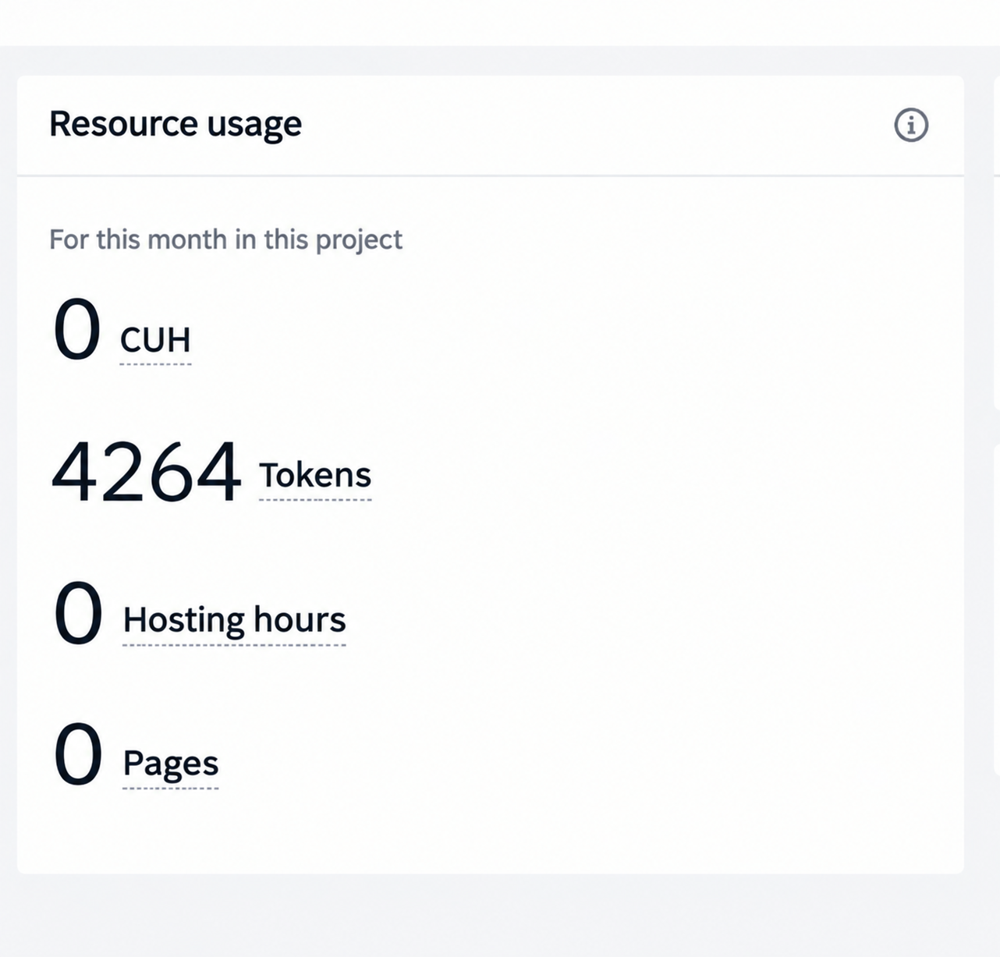 Resource usage
For this month in this project
0 CUH
4264 Tokens
0 Hosting hours
0 Pages